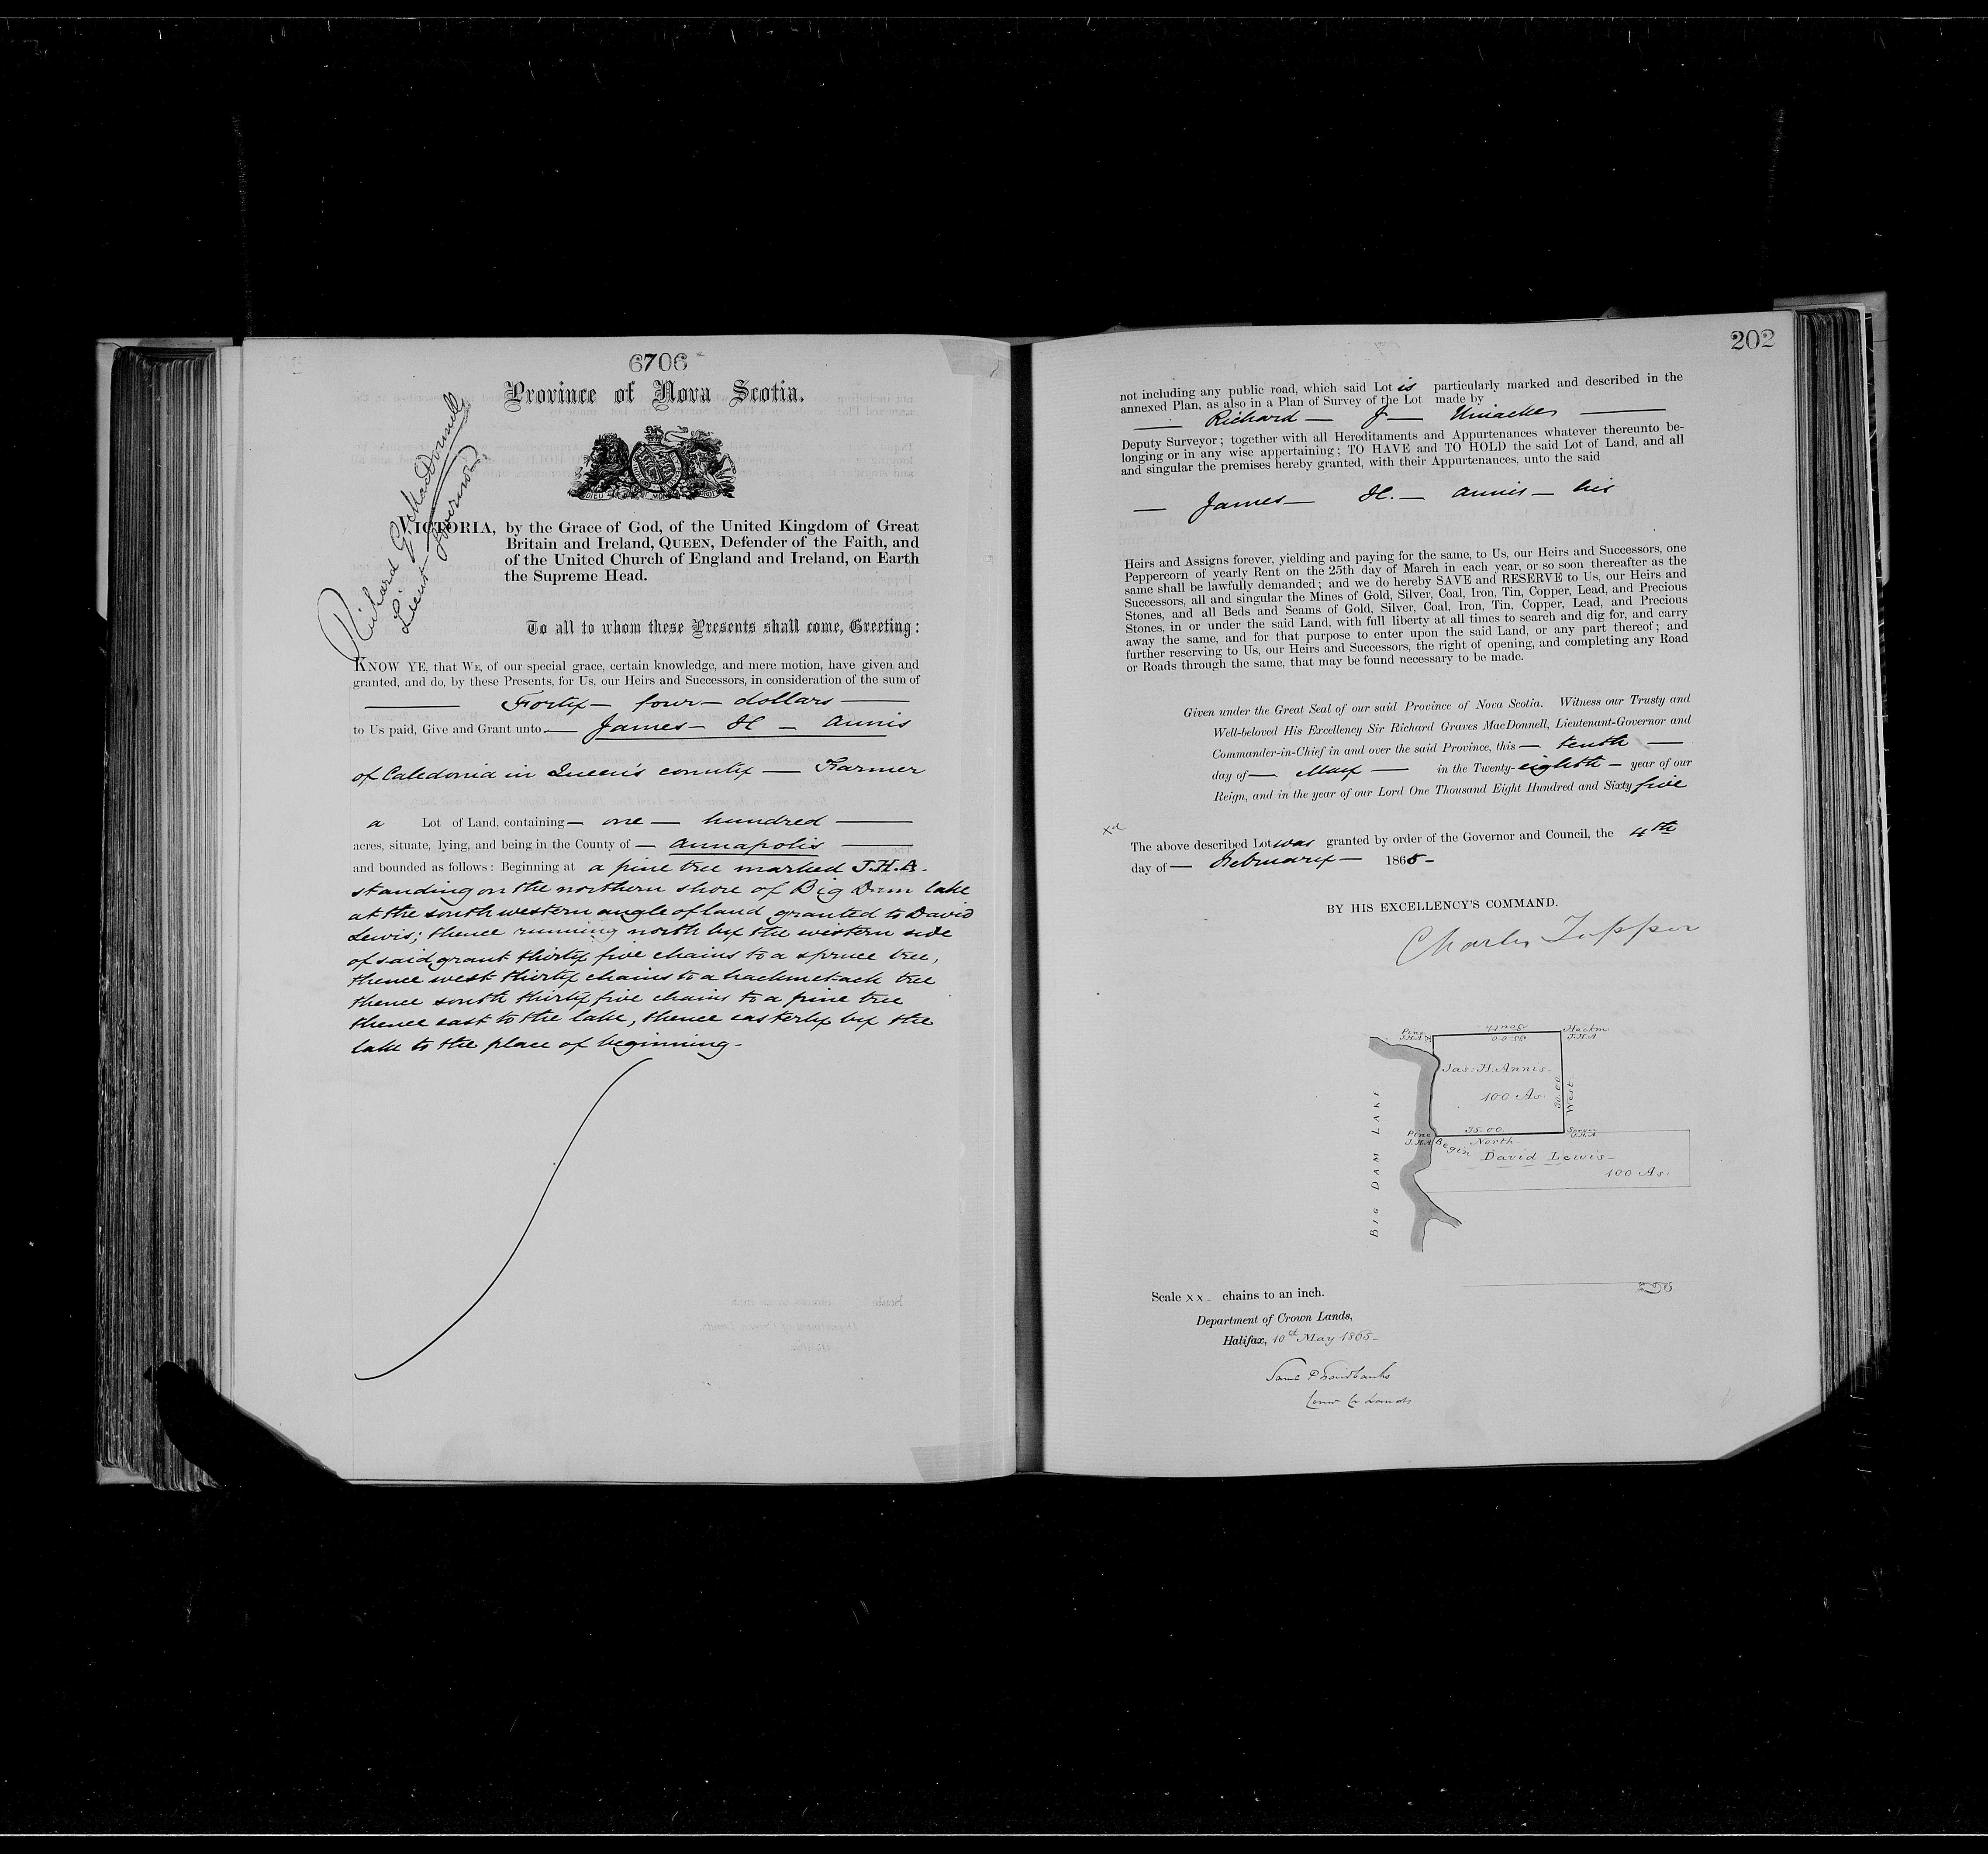 6706
Province of Nova Scotia.
Richard G. MacDonnell
Lieut-Governor
DIEU ET MON DROIT
VICTORIA, by the Grace of God, of the United Kingdom of Great
Britain and Ireland, QUEEN, Defender of the Faith, and
of the United Church of England and Ireland, on Earth
the Supreme Head.
To all to whom these Presents shall come, Greeting:
KNOW YE, that WE, of our special grace, certain knowledge, and mere motion, have given and
granted, and do, by these Presents, for Us, our Heirs and Successors, in consideration of the sum of
Forty - four - dollars
to Us paid, Give and Grant unto - James - H - Annis
of Caledonia in Queen's county - Farmer
a Lot of Land, containing - one - hundred
acres, situate, lying, and being in the County of - Annapolis
and bounded as follows: Beginning at a pine tree marked J.H.A.
standing on the northern shore of Big Dam lake
at the south western angle of land granted to David
Lewis; thence running north by the western side
of said grant thirty five chains to a spruce tree,
thence west thirty chains to a hackmetack tree
thence south thirty five chains to a pine tree
thence east to the lake, thence easterly by the
lake to the place of beginning-
202
not including any public road, which said Lot is particularly marked and described in the
annexed Plan, as also in a Plan of Survey of the Lot made by
Richard - J - Uniacke
Deputy Surveyor; together with all Hereditaments and Appurtenances whatever thereunto be-
longing or in any wise appertaining; TO HAVE and TO HOLD the said Lot of Land, and all
and singular the premises hereby granted, with their Appurtenances, unto the said
- James - H. - Annis - his
Heirs and Assigns forever, yielding and paying for the same, to Us, our Heirs and Successors, one
Peppercorn of yearly Rent on the 25th day of March in each year, or so soon thereafter as the
same shall be lawfully demanded; and we do hereby SAVE and RESERVE to Us, our Heirs and
Successors, all and singular the Mines of Gold, Silver, Coal, Iron, Tin, Copper, Lead, and Precious
Stones, and all Beds and Seams of Gold, Silver, Coal, Iron, Tin, Copper, Lead, and Precious
Stones, in or under the said Land, with full liberty at all times to search and dig for, and carry
away the same, and for that purpose to enter upon the said Land, or any part thereof; and
further reserving to Us, our Heirs and Successors, the right of opening, and completing any Road
or Roads through the same, that may be found necessary to be made.
Given under the Great Seal of our said Province of Nova Scotia. Witness our Trusty and
Well-beloved His Excellency Sir Richard Graves MacDonnell, Lieutenant-Governor and
Commander-in-Chief in and over the said Province, this - tenth -
day of - May - in the Twenty-eighth - year of our
Reign, and in the year of our Lord One Thousand Eight Hundred and Sixty five
xd
The above described Lot was granted by order of the Governor and Council, the 4th
day of - February - 1865-
BY HIS EXCELLENCY'S COMMAND.
Charles Tupper
Pine
J.H.A
South
35.00
Hackm
J.H.A
Jas: H. Annis-
100 As
30.00
West
BIG DAM LAKE
35.00
North
Pine
J.H.A
Begin
J.H.A
David Lewis-
100 As
Scale xx chains to an inch.
Department of Crown Lands,
Halifax, 10th May 1865-
Saml P Fairbanks
Comr Cr Lands